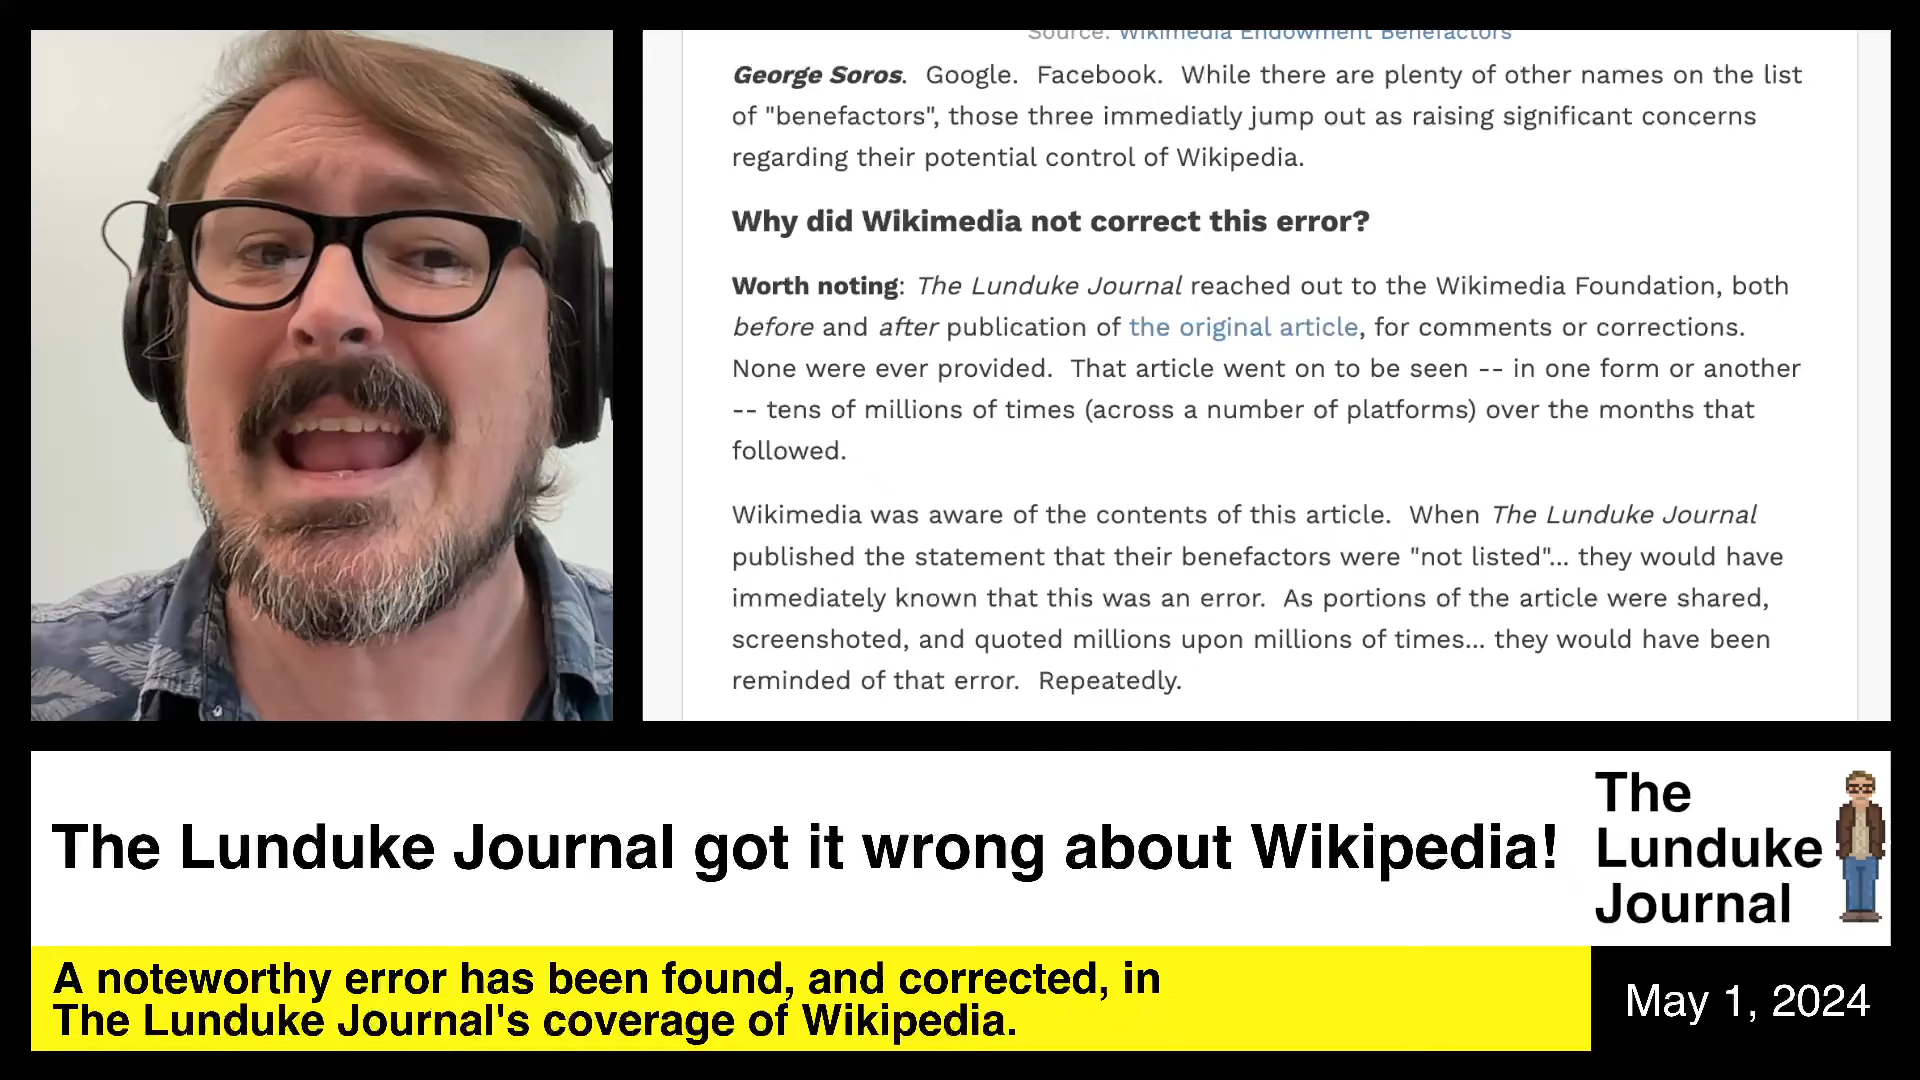 Source: Wikimedia Endowment Benefactors
George Soros. Google. Facebook. While there are plenty of other names on the list
of "benefactors", those three immediatly jump out as raising significant concerns
regarding their potential control of Wikipedia.
Why did Wikimedia not correct this error?
Worth noting: The Lunduke Journal reached out to the Wikimedia Foundation, both
before and after publication of the original article, for comments or corrections.
None were ever provided. That article went on to be seen -- in one form or another
-- tens of millions of times (across a number of platforms) over the months that
followed.
Wikimedia was aware of the contents of this article. When The Lunduke Journal
published the statement that their benefactors were "not listed"... they would have
immediately known that this was an error. As portions of the article were shared,
screenshoted, and quoted millions upon millions of times... they would have been
reminded of that error. Repeatedly.
The Lunduke Journal got it wrong about Wikipedia!
The
Lunduke
Journal
A noteworthy error has been found, and corrected, in
The Lunduke Journal's coverage of Wikipedia.
May 1, 2024